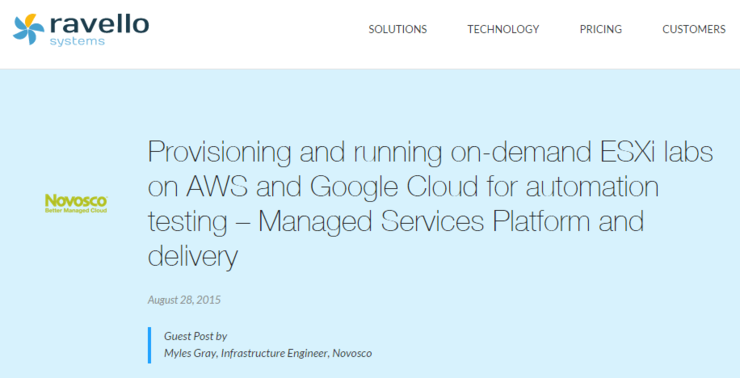 ravello
systems
SOLUTIONS TECHNOLOGY PRICING CUSTOMERS
Provisioning and running on-demand ESXi labs
on AWS and Google Cloud for automation
testing – Managed Services Platform and
delivery
Novosco
Better Managed Cloud
August 28, 2015
Guest Post by
Myles Gray, Infrastructure Engineer, Novosco